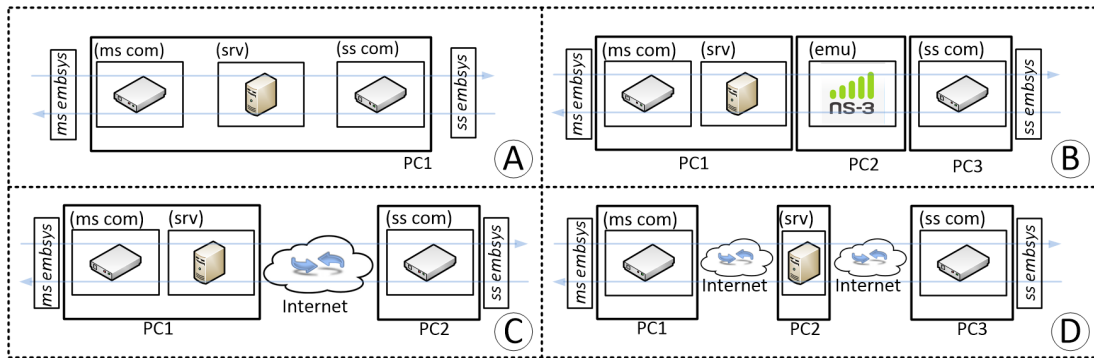 (ms com)
(srv)
(ss com)
ms embsys
ss embsys
PC1
A
(ms com)
(srv)
(emu)
(ss com)
ms embsys
ns-3
ss embsys
PC1
PC2
PC3
B
(ms com)
(srv)
(ss com)
ms embsys
ss embsys
Internet
PC1
PC2
C
(ms com)
(srv)
(ss com)
ms embsys
ss embsys
Internet
Internet
PC1
PC2
PC3
D